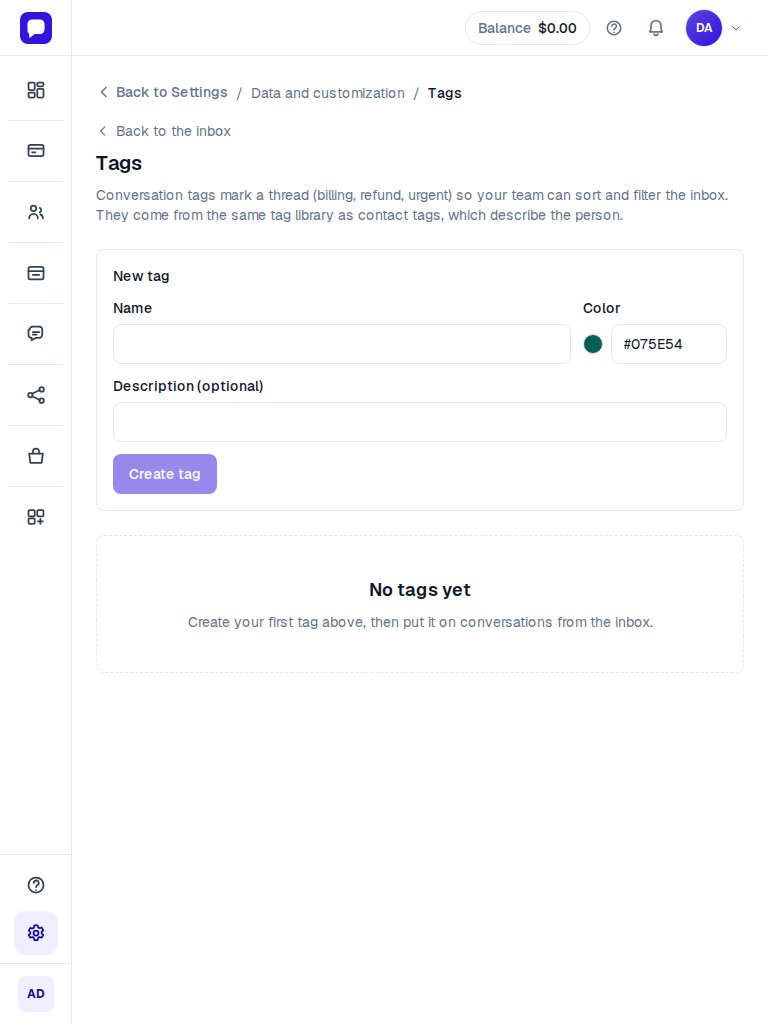 Balance $0.00
DA
Back to Settings / Data and customization / Tags
Back to the inbox
Tags
Conversation tags mark a thread (billing, refund, urgent) so your team can sort and filter the inbox.
They come from the same tag library as contact tags, which describe the person.
New tag
Name
Color
#075E54
Description (optional)
Create tag
No tags yet
Create your first tag above, then put it on conversations from the inbox.
AD